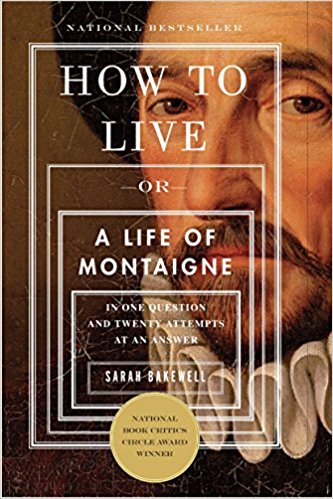 NATIONAL BESTSELLER
HOW TO
LIVE
—OR—
A LIFE OF
MONTAIGNE
IN ONE QUESTION
AND TWENTY ATTEMPTS
AT AN ANSWER
SARAH BAKEWELL
NATIONAL
BOOK CRITICS
CIRCLE AWARD
WINNER